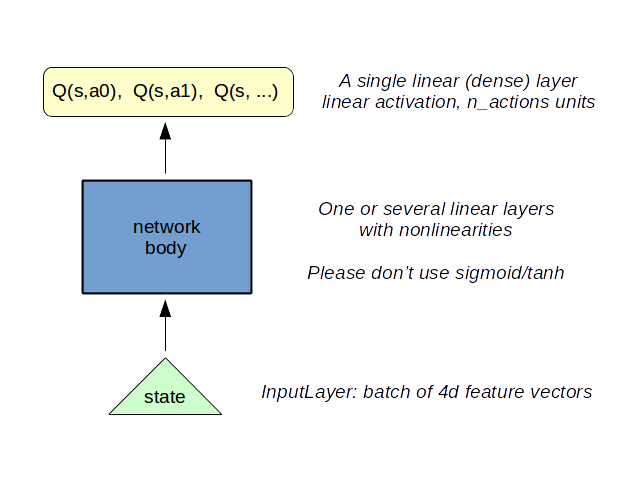 Q(s,a0), Q(s,a1), Q(s, ...)
A single linear (dense) layer
linear activation, n_actions units
network
body
One or several linear layers
with nonlinearities
Please don't use sigmoid/tanh
state
InputLayer: batch of 4d feature vectors